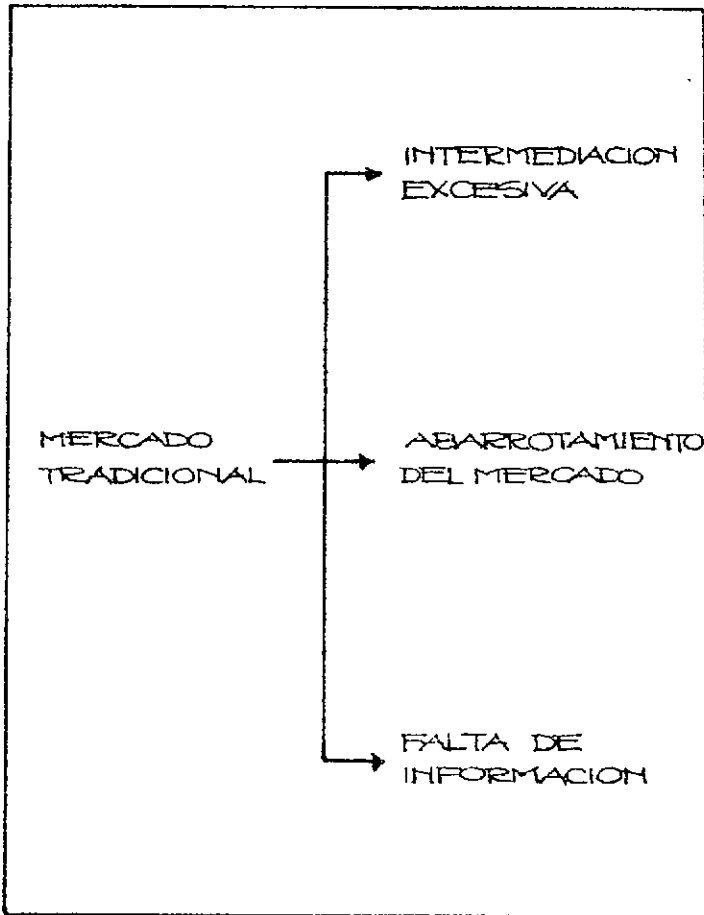 INTERMEDIACION
EXCESIVA
MERCADO
TRADICIONAL
ABARROTAMIENTO
DEL MERCADO
FALTA DE
INFORMACION